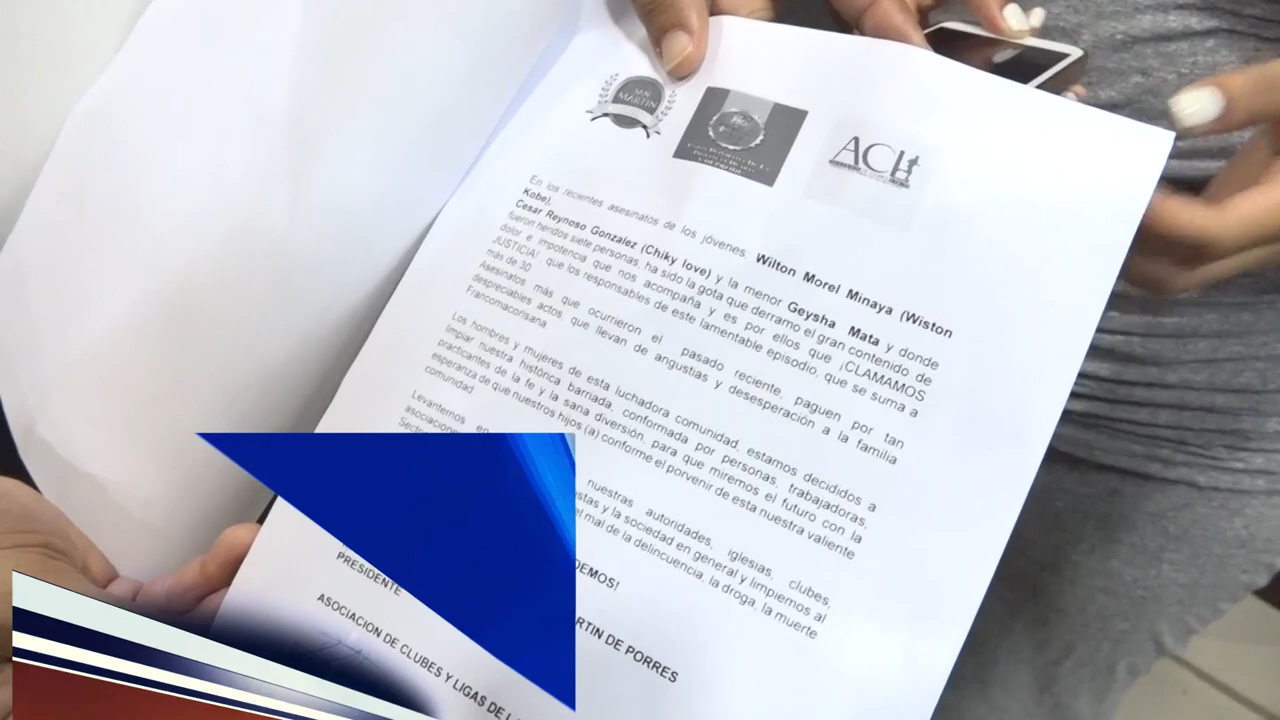 SAN
MARTIN
ACH
En los recientes asesinatos de los jóvenes, Wilton Morel Minaya (Wiston
Kobe),
Cesar Reynoso Gonzalez (Chiky love) y la menor Geysha Mata y donde
fueron heridos siete personas, ha sido la gota que derramo el gran contenido de
dolor e impotencia que nos acompaña y es por ellos que ¡CLAMAMOS
JUSTICIA!, que los responsables de este lamentable episodio, que se suma a
más de 30
Asesinatos más que ocurrieron el pasado reciente, paguen por tan
despreciables actos, que llevan de angustias y desesperación a la familia
Francomacorisana
Los hombres y mujeres de esta luchadora comunidad, estamos decididos a
limpiar nuestra histórica barriada, conformada por personas, trabajadoras,
practicantes de la fe y la sana diversión, para que miremos el futuro con la
esperanza de que nuestros hijos (a) conforme el porvenir de esta nuestra valiente
comunidad
Levantemos nuestras autoridades, iglesias, clubes,
asociaciones y la sociedad en general y limpiemos al
el mal de la delincuencia, la droga, la muerte
DEMOS!
PRESIDENTE
RTIN DE PORRES
ASOCIACION DE CLUBES Y LIGAS DE